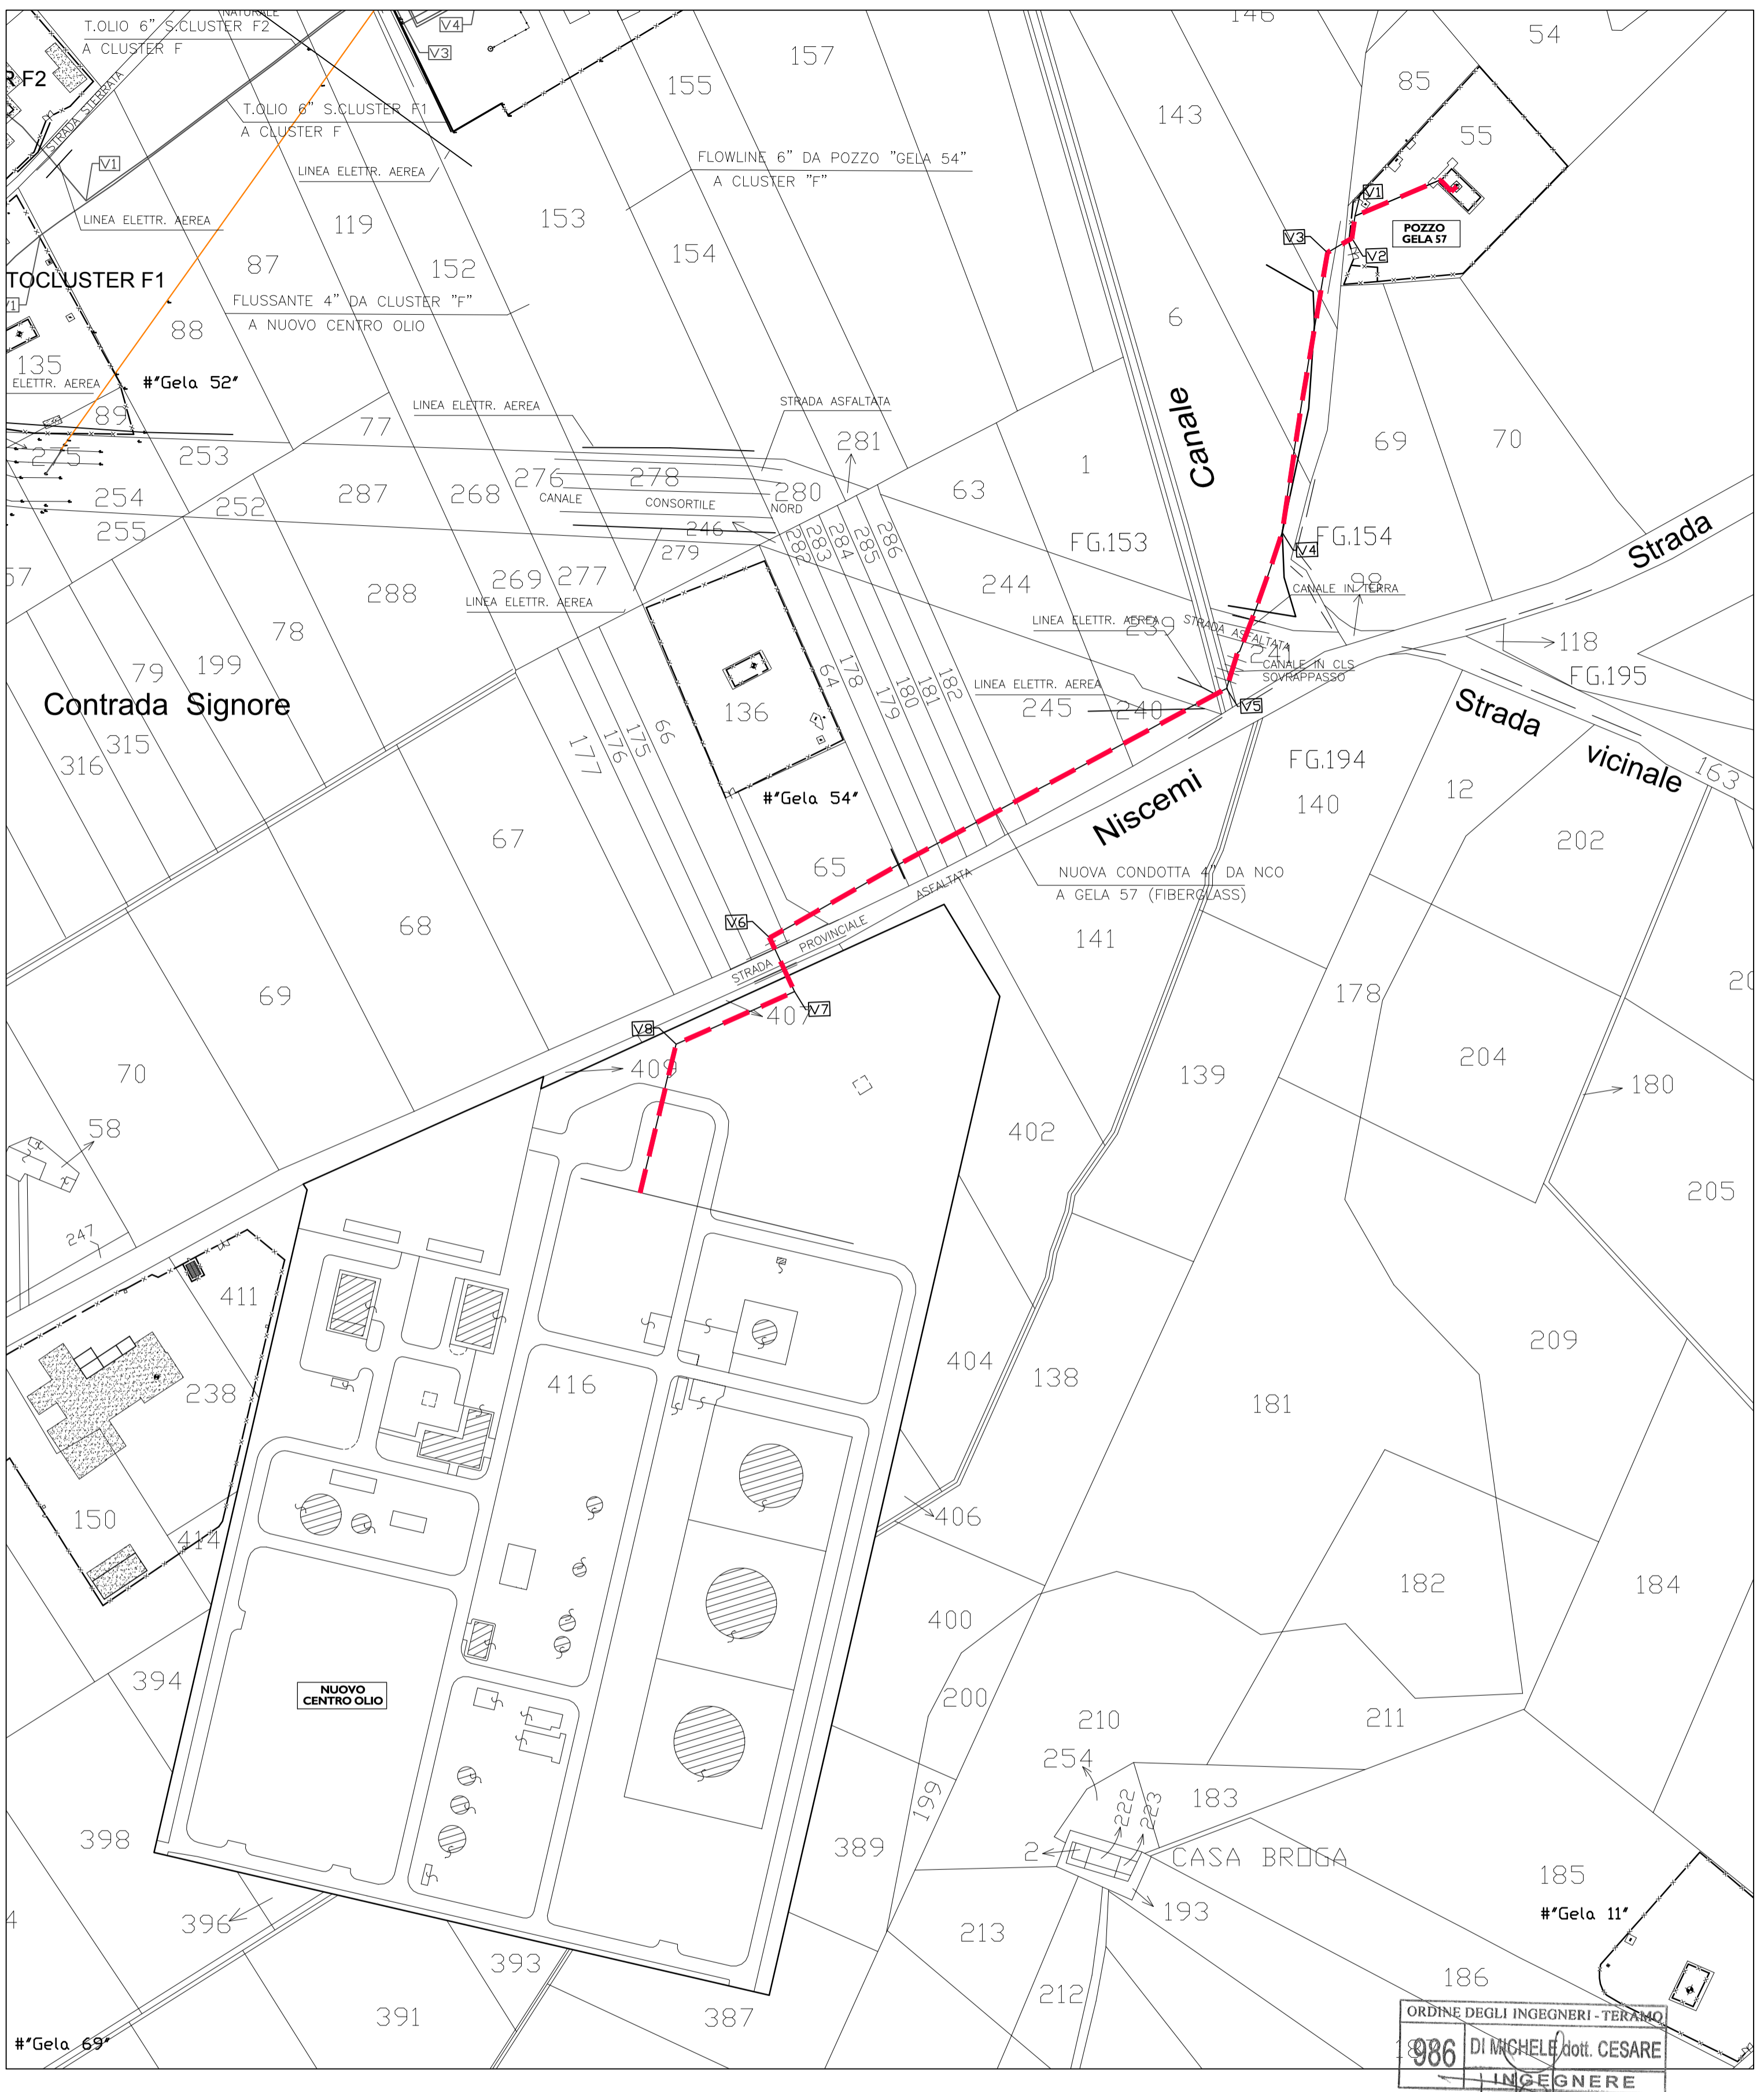 NATURALE
T.OLIO 6" S.CLUSTER F2
A CLUSTER F
V4
V3
146
54
157
155
85
R F2
STRADA STERRATA
T.OLIO 6" S.CLUSTER F1
A CLUSTER F
143
55
V1
LINEA ELETTR. AEREA
FLOWLINE 6" DA POZZO "GELA 54"
A CLUSTER "F"
V1
LINEA ELETTR. AEREA
119
153
POZZO
GELA 57
V3
V2
154
87
152
TOCLUSTER F1
V1
FLUSSANTE 4" DA CLUSTER "F"
A NUOVO CENTRO OLIO
6
88
135
ELETTR. AEREA
#"Gela 52"
LINEA ELETTR. AEREA
STRADA ASFALTATA
89
77
281
Canale
69
70
275
253
1
254
252
287
268
276
278
280
63
CANALE
CONSORTILE
NORD
255
246
279
282
283
284
285
286
FG.153
FG.154
V4
Strada
57
269
277
244
98
CANALE IN TERRA
288
LINEA ELETTR. AEREA
LINEA ELETTR. AEREA
239
STRADA ASFALTATA
78
118
79
199
241
CANALE IN CLS
SOVRAPPASSO
FG.195
Contrada Signore
64
178
179
180
181
182
LINEA ELETTR. AEREA
136
245
240
V5
Strada
315
316
177
176
175
66
FG.194
vicinale
163
#"Gela 54"
Niscemi
140
12
67
202
65
NUOVA CONDOTTA 4" DA NCO
A GELA 57 (FIBERGLASS)
ASFALTATA
68
V6
PROVINCIALE
141
STRADA
69
178
20
407
V7
V8
70
409
139
204
180
58
402
205
247
411
209
404
138
416
238
181
150
414
406
182
184
400
394
NUOVO
CENTRO OLIO
200
210
211
254
199
222
223
183
398
389
2
CASA BROGA
185
4
396
193
#"Gela 11"
213
393
186
212
391
387
#"Gela 69"
ORDINE DEGLI INGEGNERI - TERAMO
986
DI MICHELE dott. CESARE
INGEGNERE